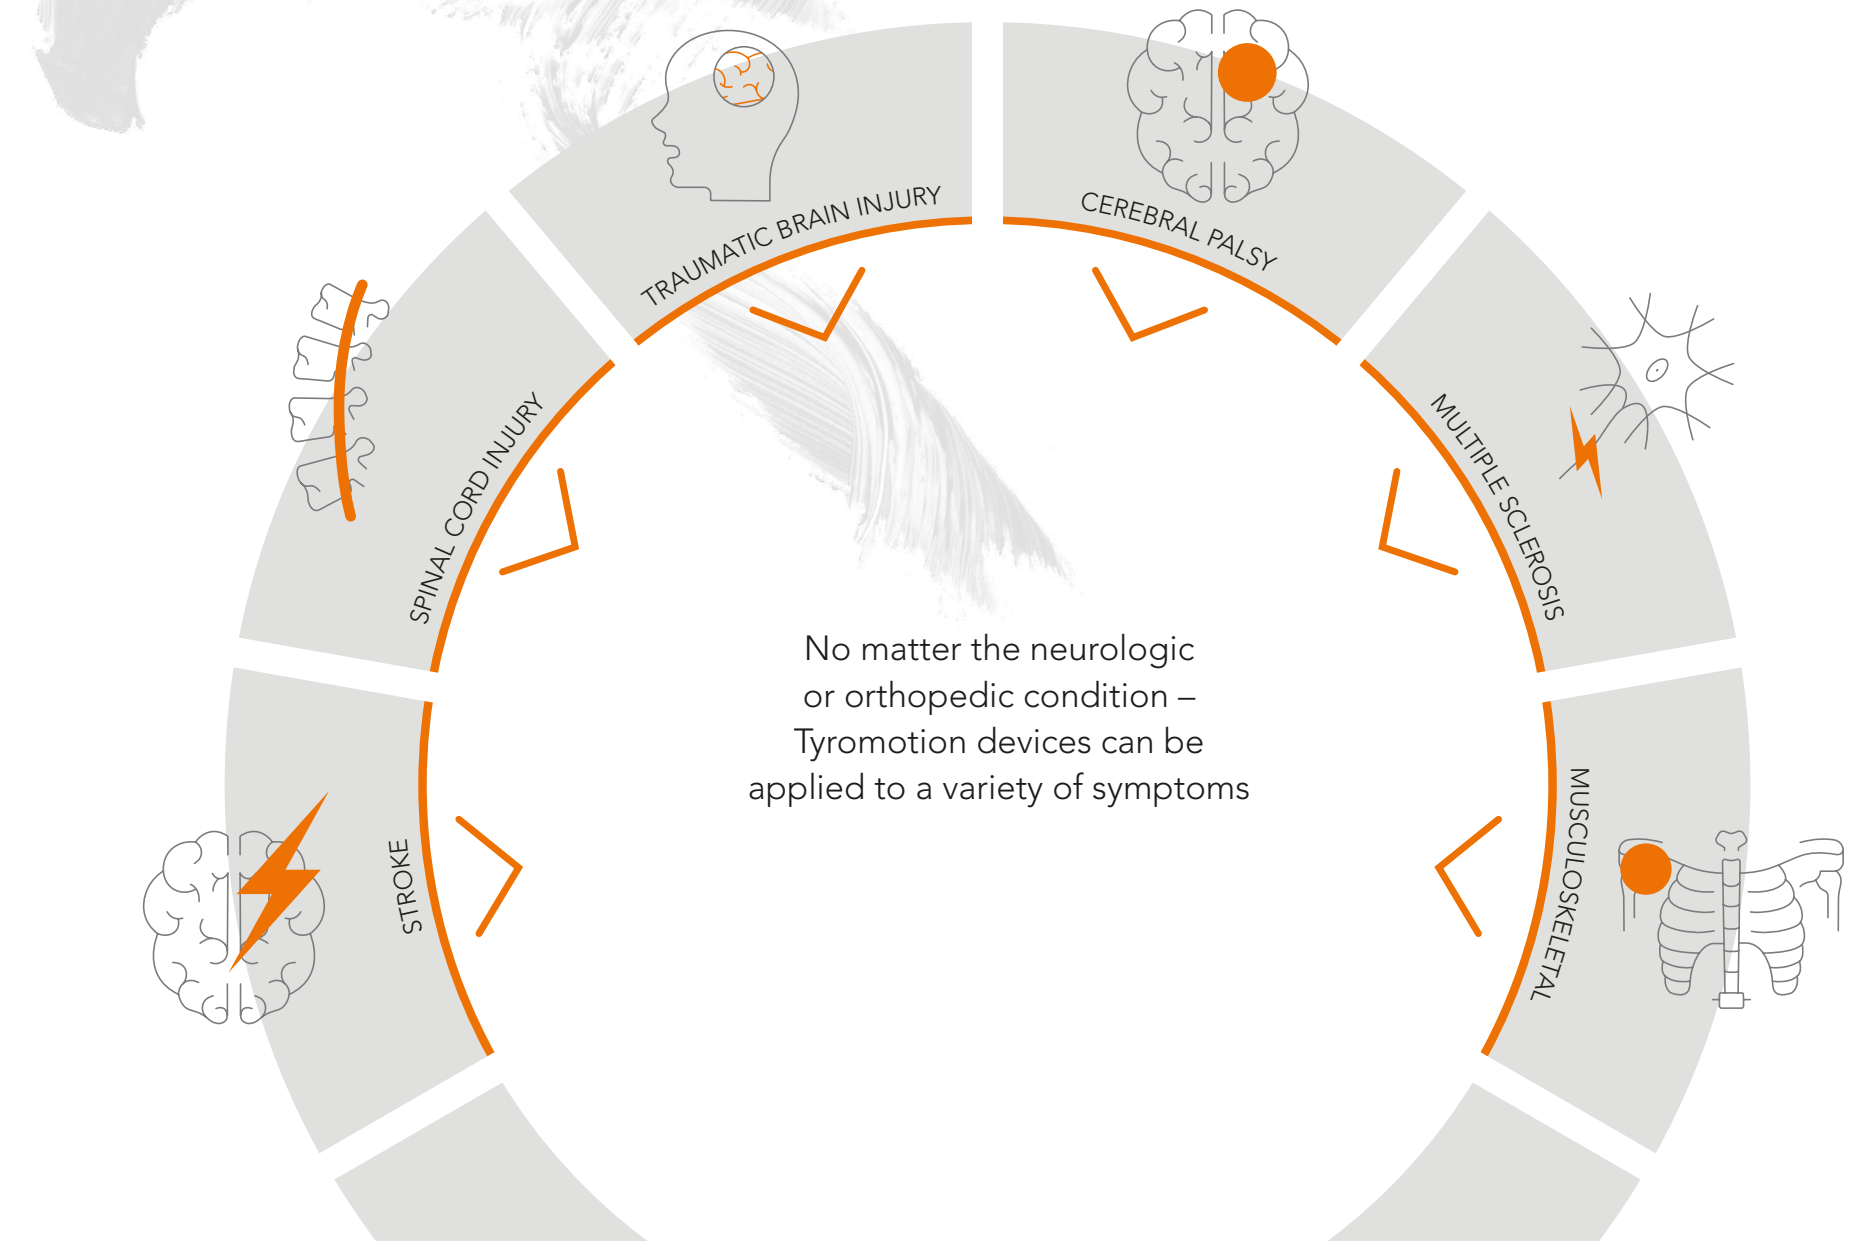 TRAUMATIC BRAIN INJURY
CEREBRAL PALSY
SPINAL CORD INJURY
MULTIPLE SCLEROSIS
No matter the neurologic
or orthopedic condition –
Tyromotion devices can be
applied to a variety of symptoms
STROKE
MUSCULOSKELETAL